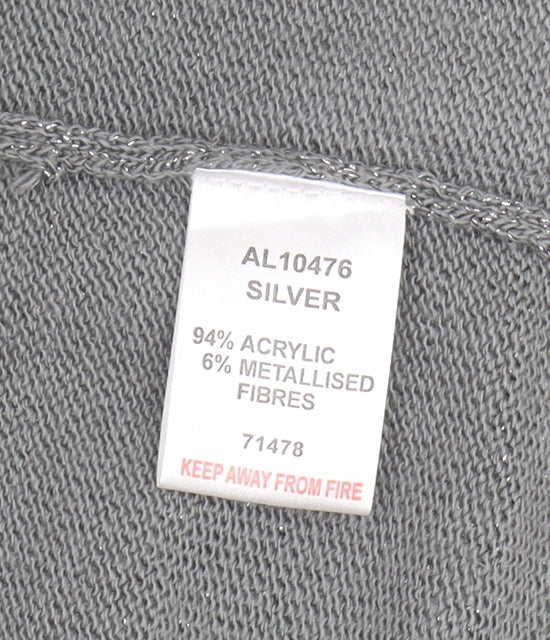 AL10476
SILVER
94% ACRYLIC
6% METALLISED
FIBRES
71478
KEEP AWAY FROM FIRE